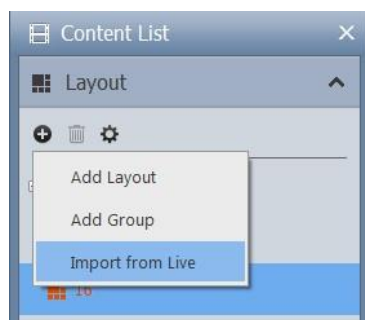 Content List
Layout
Add Layout
Add Group
Import from Live
16